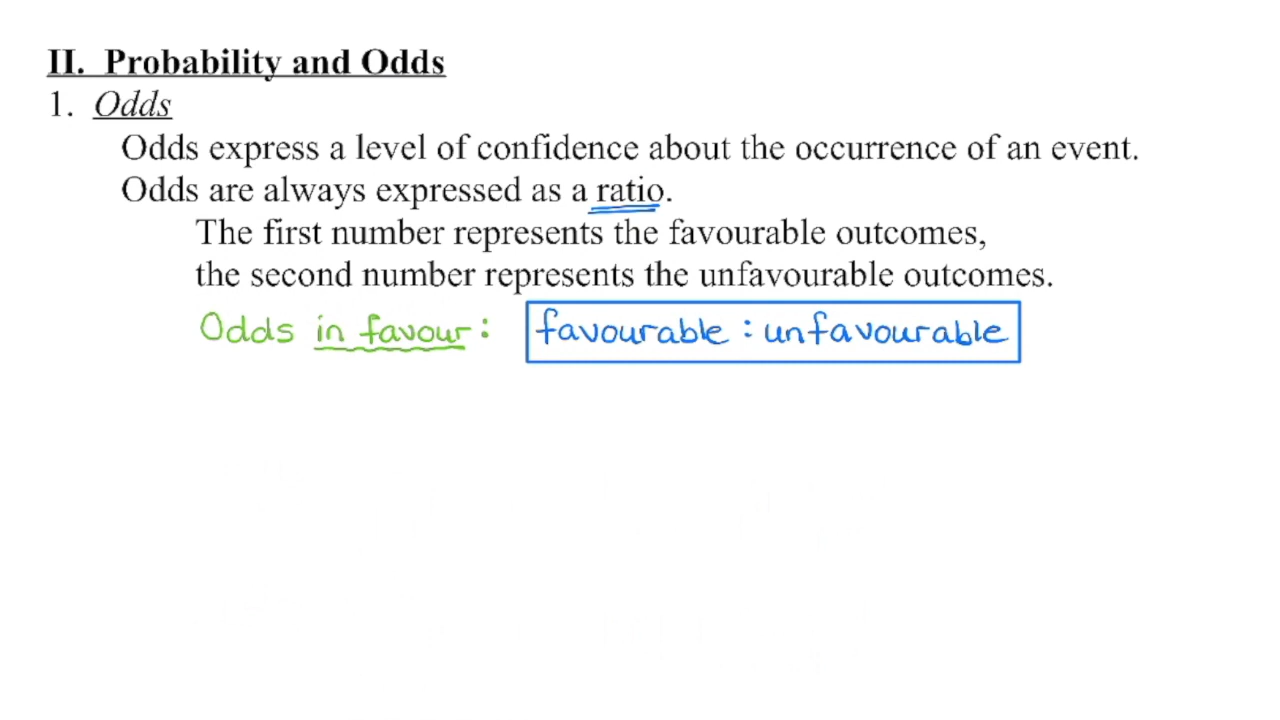 II. Probability and Odds
1. Odds
Odds express a level of confidence about the occurrence of an event.
Odds are always expressed as a ratio.
The first number represents the favourable outcomes,
the second number represents the unfavourable outcomes.
Odds in favour: favourable : unfavourable